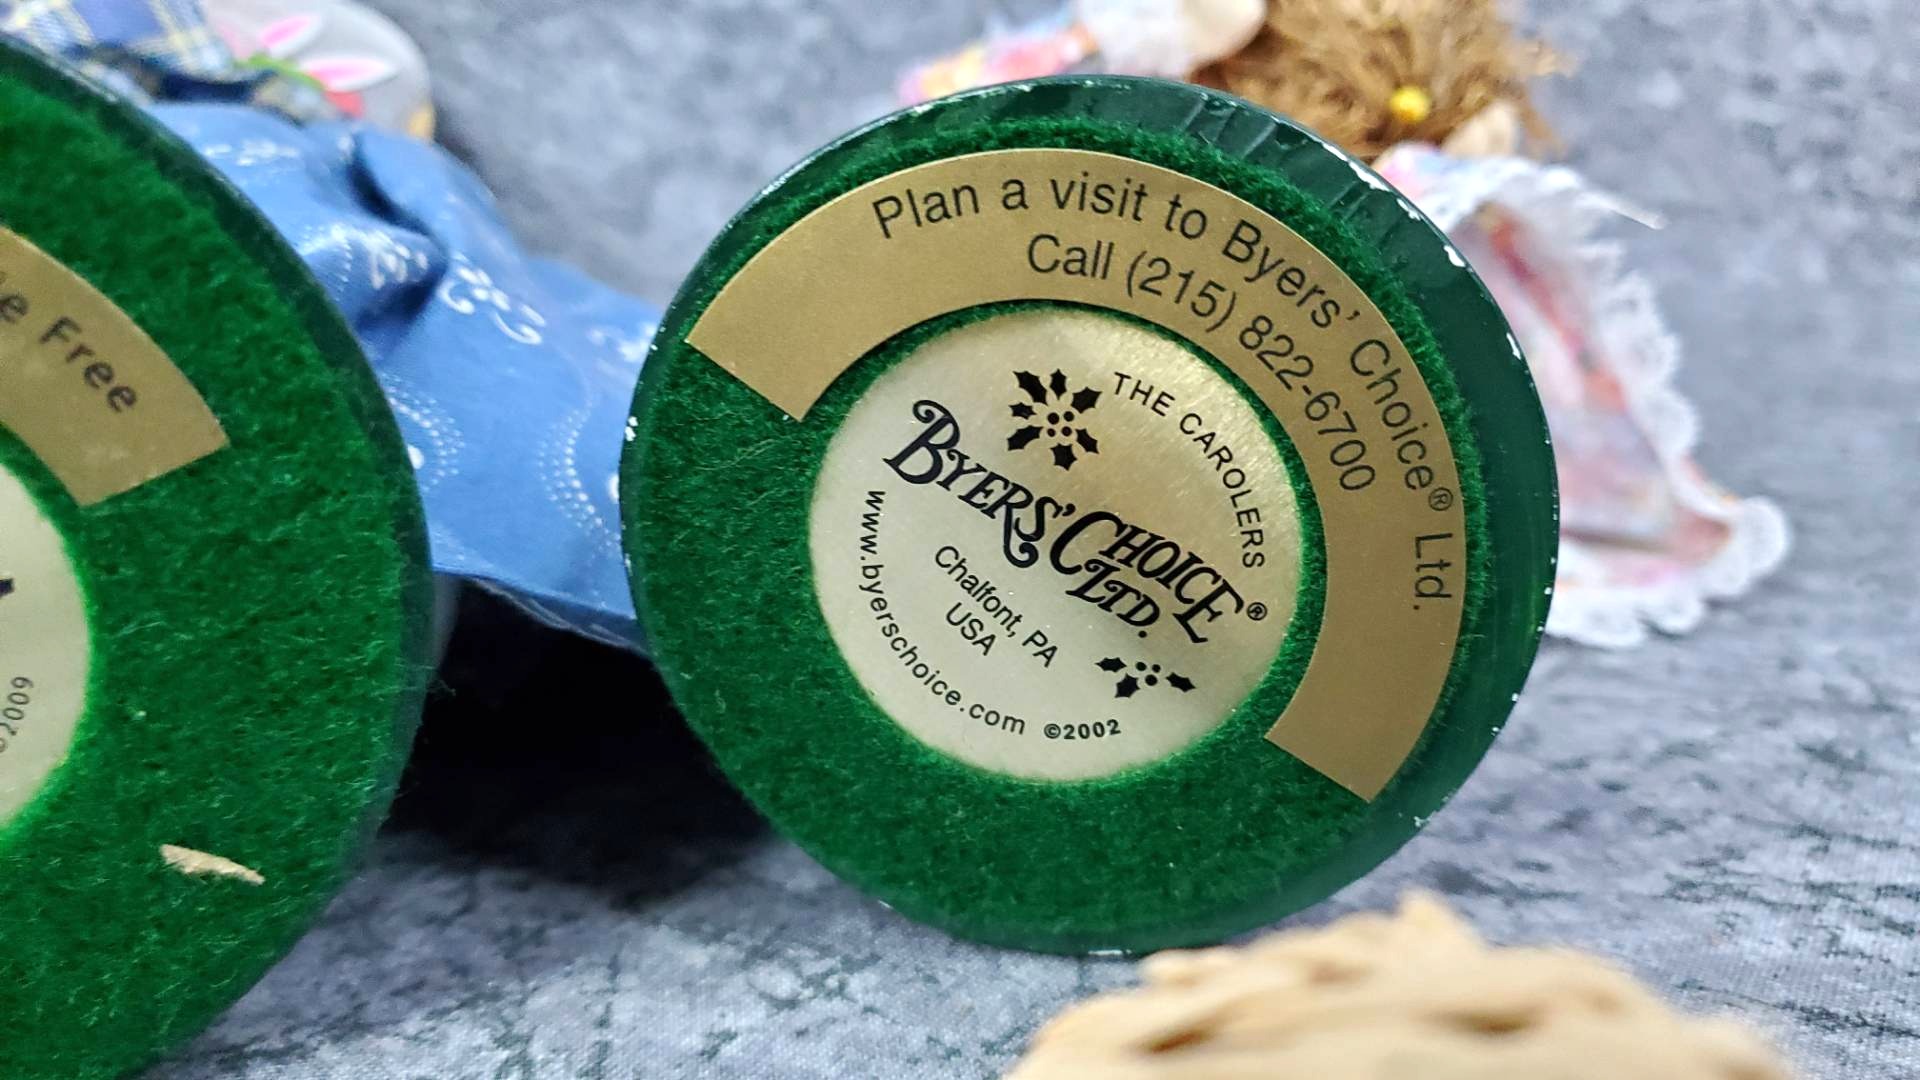 Free
©2009
Plan a visit to Byers' Choice® Ltd.
Call (215) 822-6700
THE CAROLERS
BYERS' CHOICE®
LTD.
Chalfont, PA
USA
www.byerschoice.com ©2002